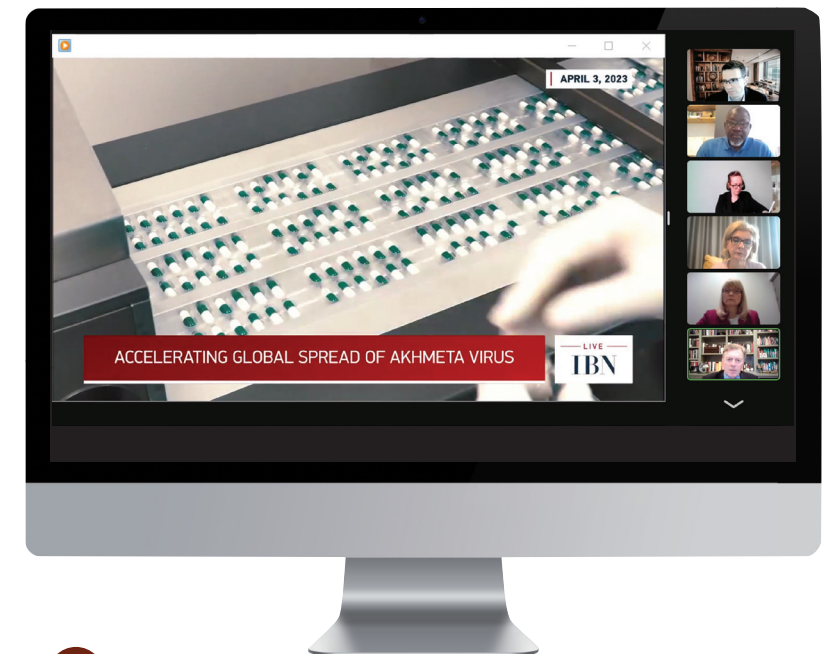 APRIL 3, 2023
ACCELERATING GLOBAL SPREAD OF AKHMETA VIRUS
LIVE
IBN